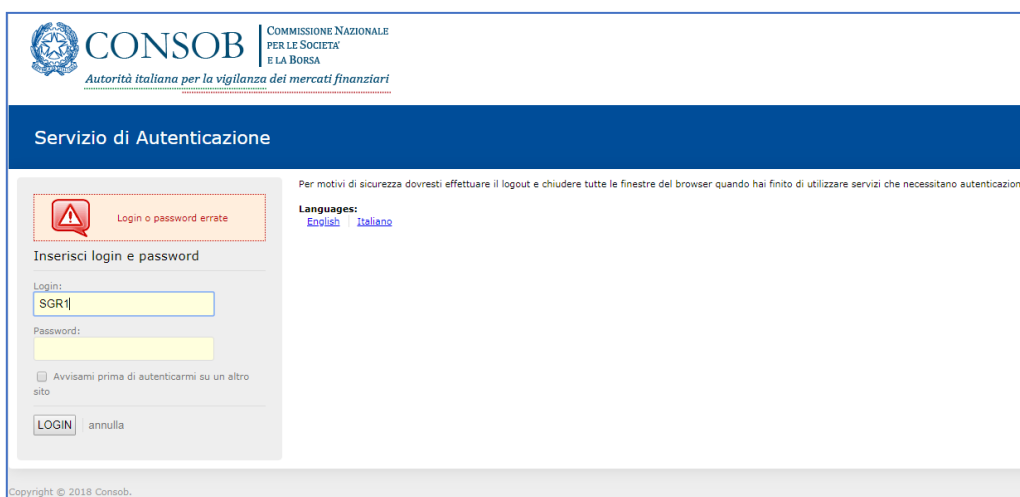 CONSOB
COMMISSIONE NAZIONALE
PER LE SOCIETA'
E LA BORSA
Autorità italiana per la vigilanza dei mercati finanziari
Servizio di Autenticazione
Login o password errate
Inserisci login e password
Login:
SGR1
Password:
Avvisami prima di autenticarmi su un altro
sito
LOGIN annulla
Per motivi di sicurezza dovresti effettuare il logout e chiudere tutte le finestre del browser quando hai finito di utilizzare servizi che necessitano autenticazion
Languages:
English Italiano
Copyright © 2018 Consob.